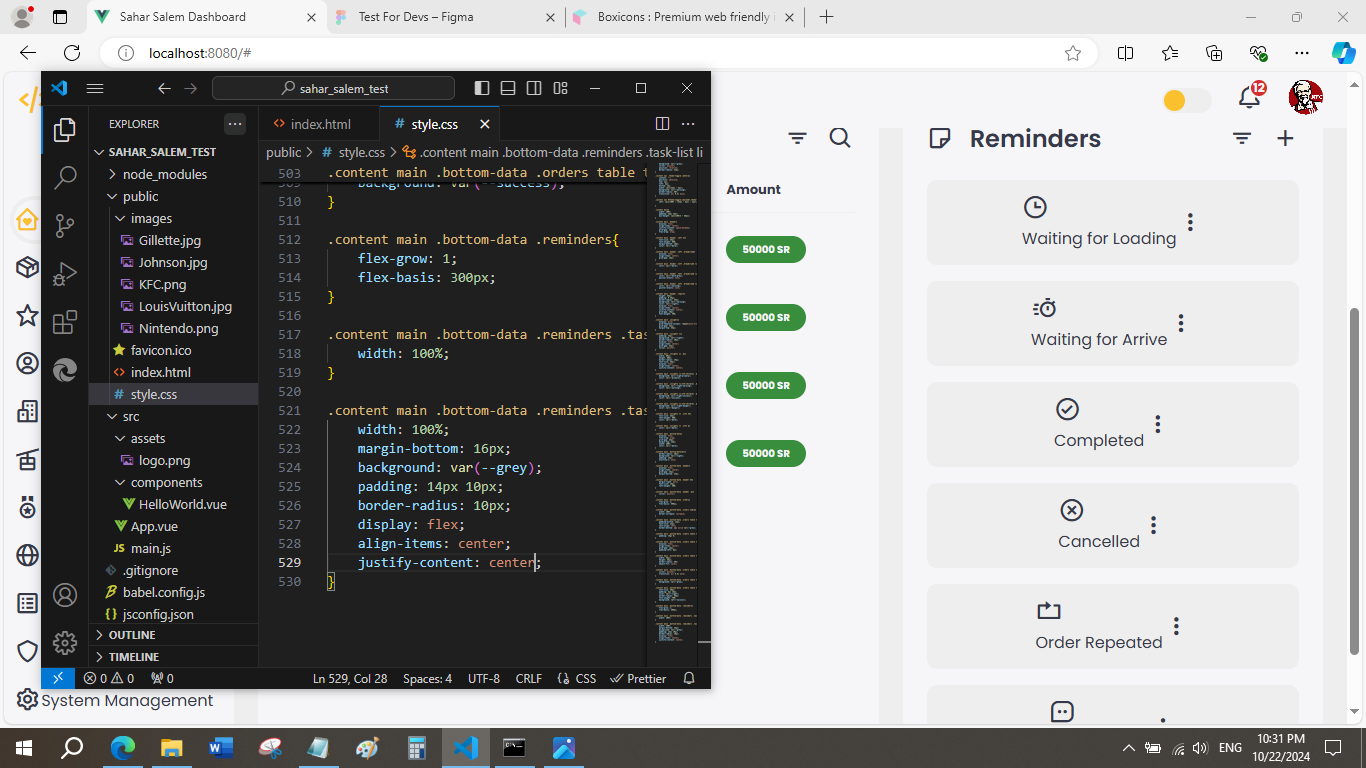 Sahar Salem Dashboard
Test For Devs – Figma
Boxicons : Premium web friendly
localhost:8080/#
sahar_salem_test
EXPLORER
SAHAR_SALEM_TEST
node_modules
public
images
Gillette.jpg
Johnson.jpg
KFC.png
LouisVuitton.jpg
Nintendo.png
favicon.ico
index.html
style.css
src
assets
logo.png
components
HelloWorld.vue
App.vue
main.js
.gitignore
babel.config.js
jsconfig.json
OUTLINE
TIMELINE
index.html
style.css
public > style.css > .content main .bottom-data .reminders .task-list li
503 .content main .bottom-data .orders table t
509 background: var(--success);
510 }
511
512 .content main .bottom-data .reminders{
513 flex-grow: 1;
514 flex-basis: 300px;
515 }
516
517 .content main .bottom-data .reminders .tas
518 width: 100%;
519 }
520
521 .content main .bottom-data .reminders .tas
522 width: 100%;
523 margin-bottom: 16px;
524 background: var(--grey);
525 padding: 14px 10px;
526 border-radius: 10px;
527 display: flex;
528 align-items: center;
529 justify-content: center;
530 }
0 0 0
Ln 529, Col 28
Spaces: 4
UTF-8
CRLF
CSS
Prettier
System Management
12
KFC
Amount
50000 SR
50000 SR
50000 SR
50000 SR
Reminders
Waiting for Loading
Waiting for Arrive
Completed
Cancelled
Order Repeated
ENG
10:31 PM
10/22/2024